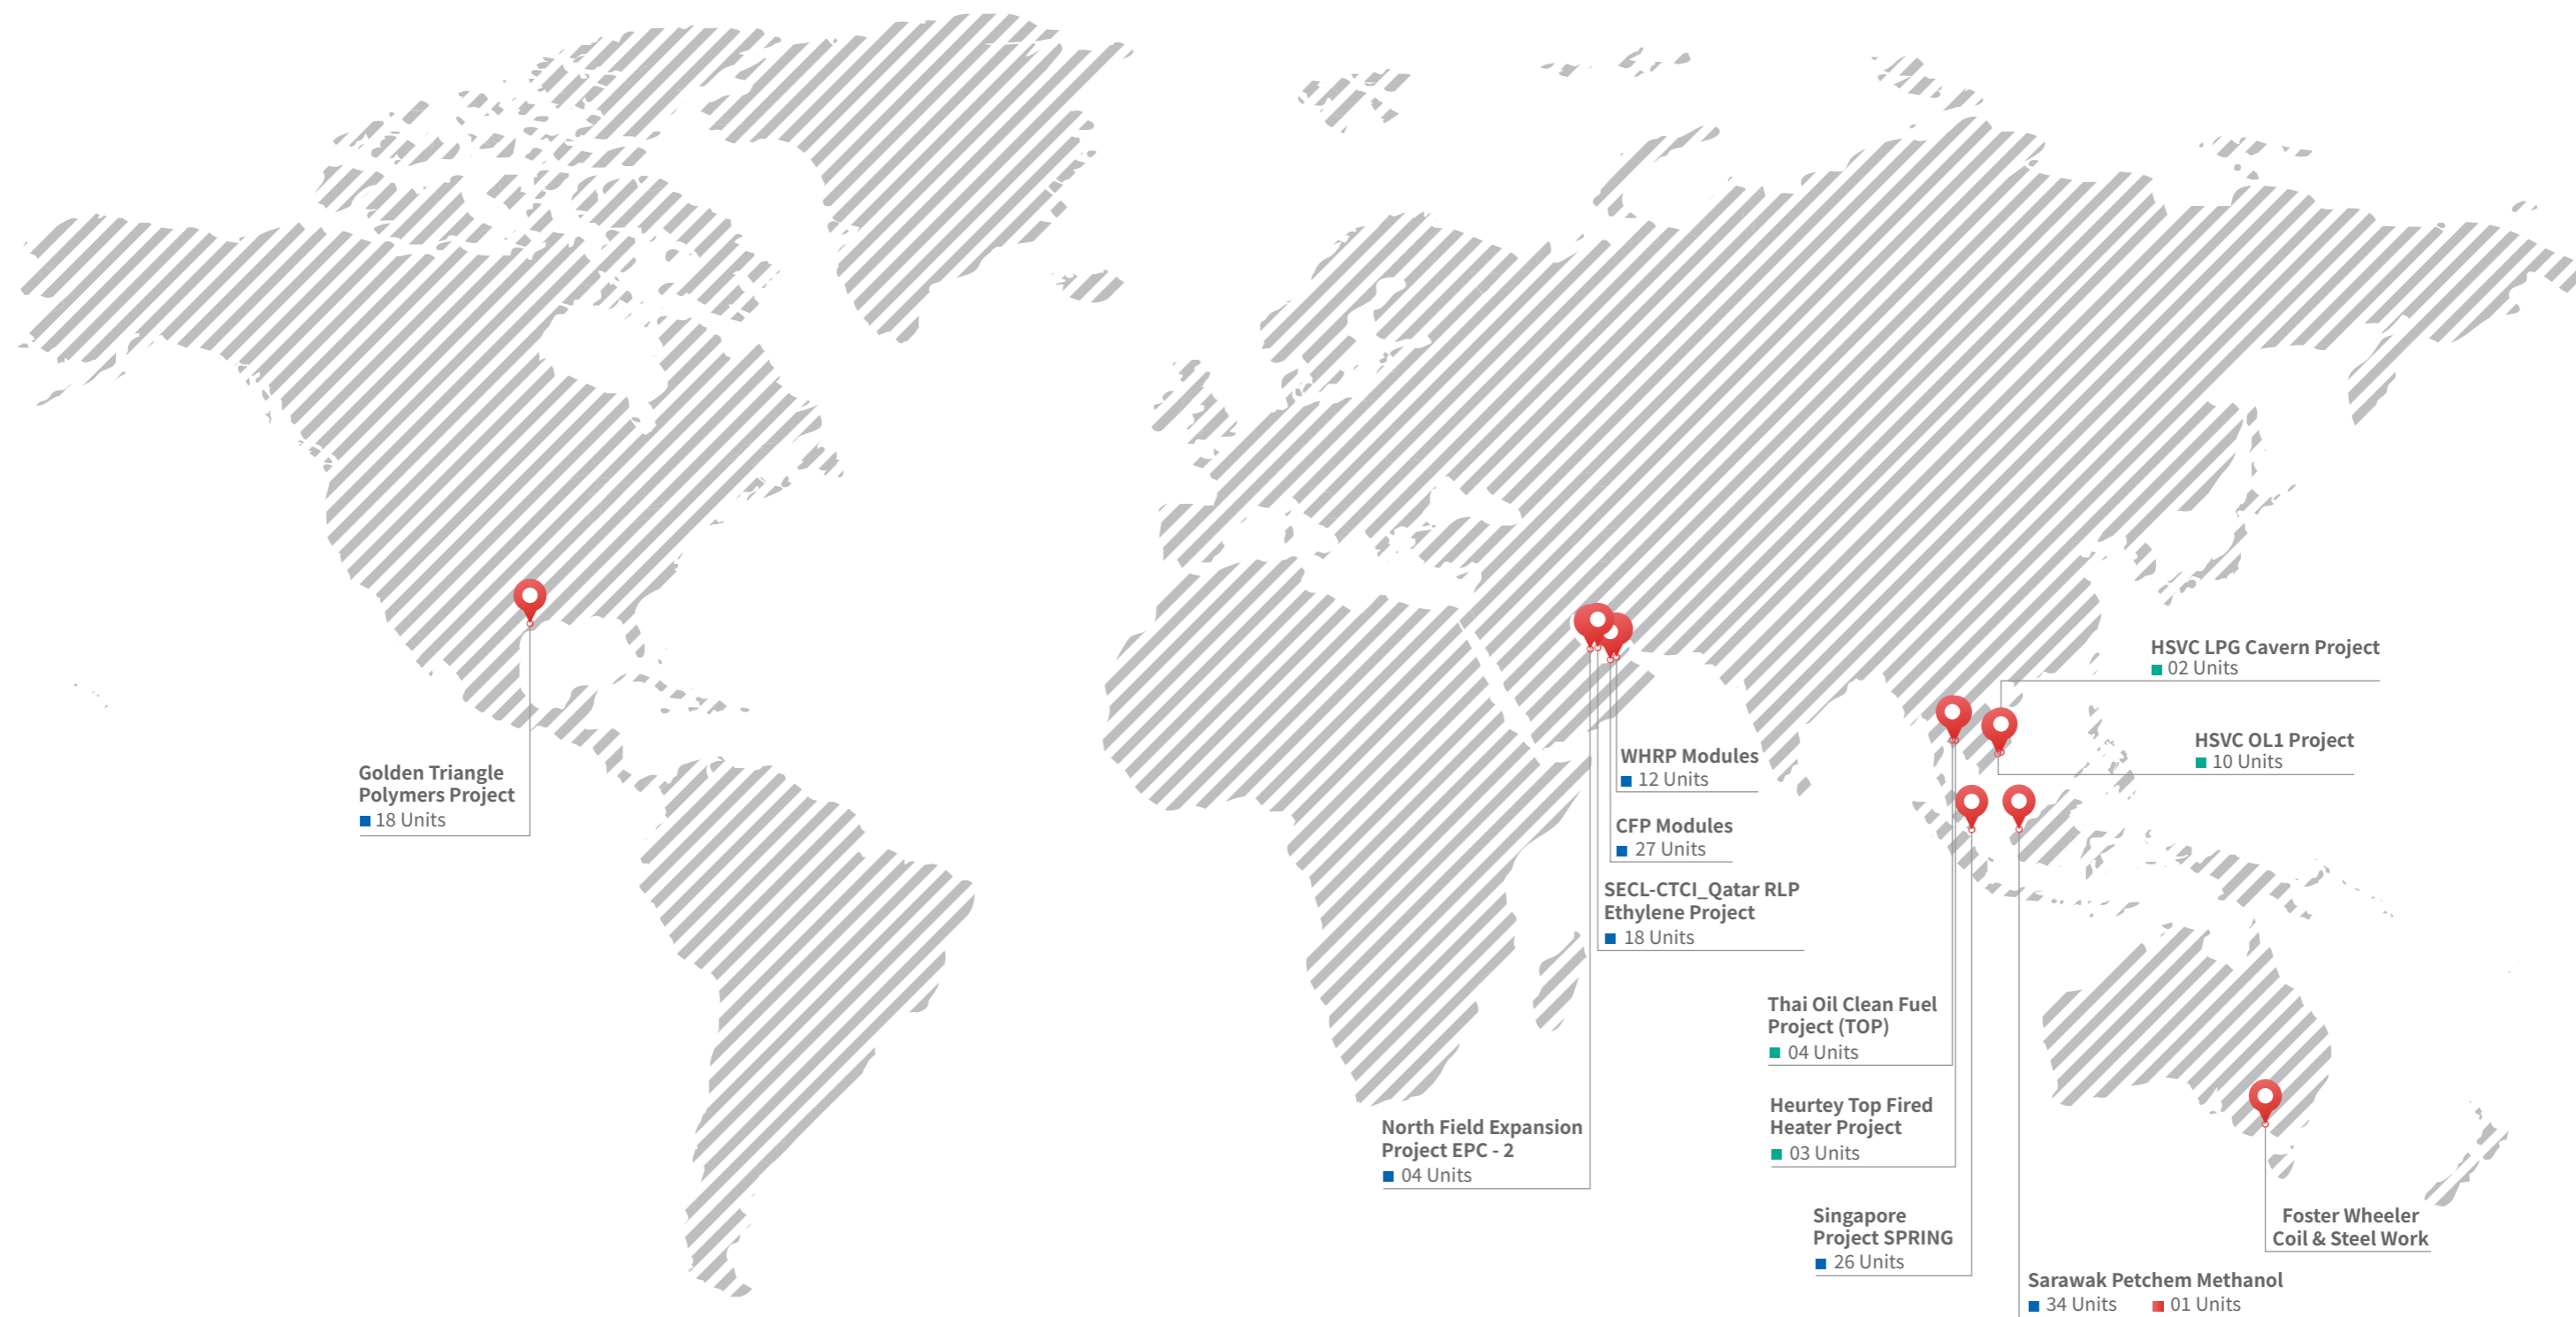 HSVC LPG Cavern Project
02 Units
HSVC OL1 Project
10 Units
WHRP Modules
12 Units
Golden Triangle
Polymers Project
18 Units
CFP Modules
27 Units
SECL-CTCI_Qatar RLP
Ethylene Project
18 Units
Thai Oil Clean Fuel
Project (TOP)
04 Units
Heurtey Top Fired
Heater Project
03 Units
North Field Expansion
Project EPC - 2
04 Units
Singapore
Project SPRING
26 Units
Foster Wheeler
Coil & Steel Work
Sarawak Petchem Methanol
34 Units 01 Units